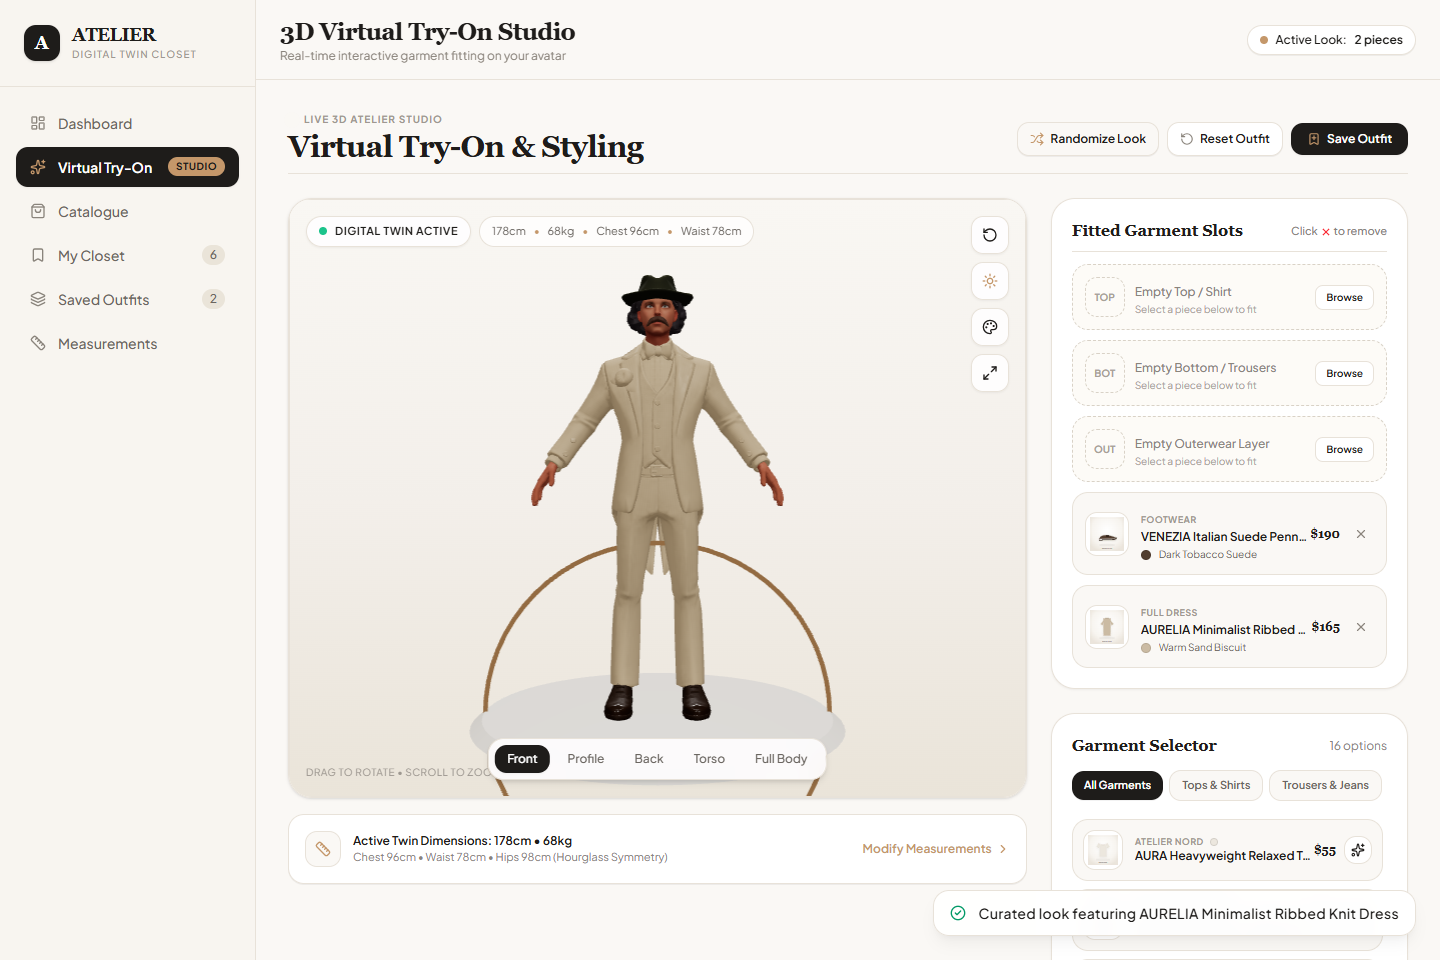 A
ATELIER
DIGITAL TWIN CLOSET
Dashboard
Virtual Try-On
STUDIO
Catalogue
My Closet
6
Saved Outfits
2
Measurements
3D Virtual Try-On Studio
Real-time interactive garment fitting on your avatar
Active Look: 2 pieces
LIVE 3D ATELIER STUDIO
Virtual Try-On & Styling
Randomize Look
Reset Outfit
Save Outfit
DIGITAL TWIN ACTIVE
178cm • 68kg • Chest 96cm • Waist 78cm
DRAG TO ROTATE • SCROLL TO ZOO
Front
Profile
Back
Torso
Full Body
Active Twin Dimensions: 178cm • 68kg
Chest 96cm • Waist 78cm • Hips 98cm (Hourglass Symmetry)
Modify Measurements
Fitted Garment Slots
Click × to remove
TOP
Empty Top / Shirt
Select a piece below to fit
Browse
BOT
Empty Bottom / Trousers
Select a piece below to fit
Browse
OUT
Empty Outerwear Layer
Select a piece below to fit
Browse
FOOTWEAR
VENEZIA Italian Suede Penn... $190
Dark Tobacco Suede
FULL DRESS
AURELIA Minimalist Ribbed ... $165
Warm Sand Biscuit
Garment Selector
16 options
All Garments
Tops & Shirts
Trousers & Jeans
ATELIER NORD
AURA Heavyweight Relaxed T... $55
Curated look featuring AURELIA Minimalist Ribbed Knit Dress